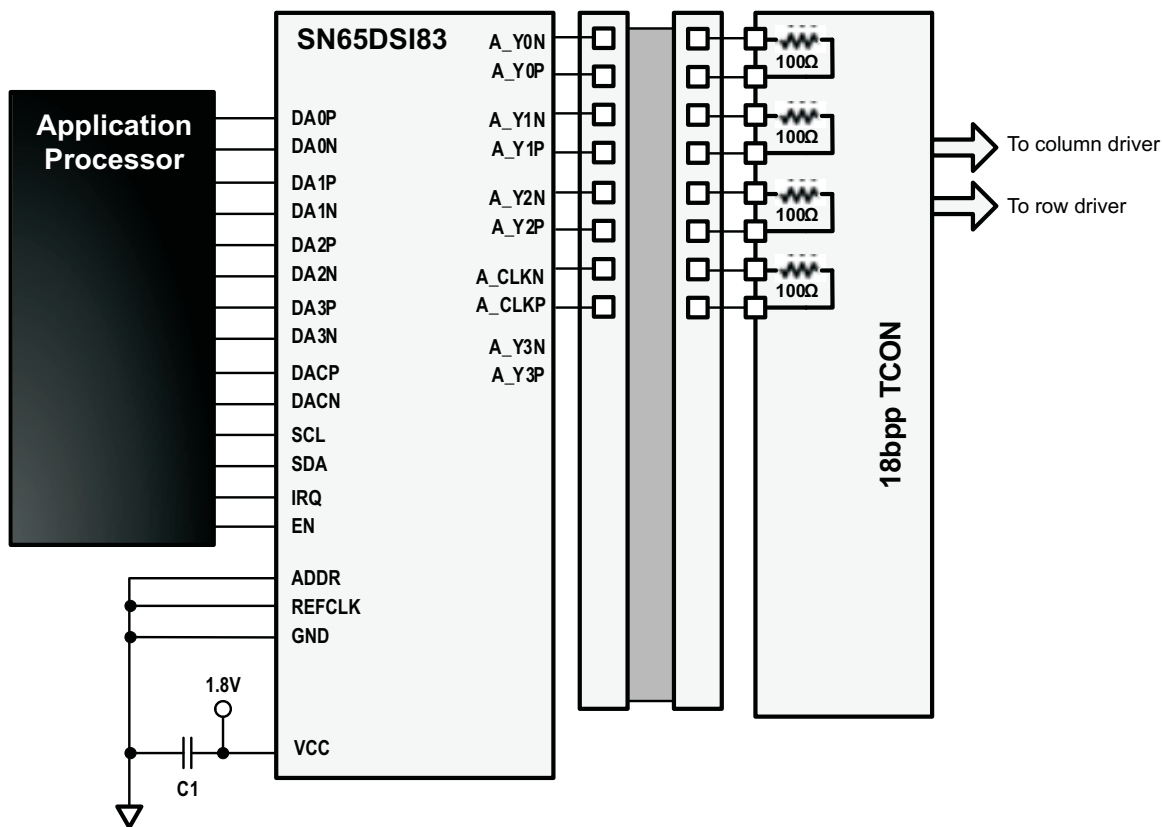 SN65DSI83
Application
Processor
DA0P
DA0N
DA1P
DA1N
DA2P
DA2N
DA3P
DA3N
DACP
DACN
SCL
SDA
IRQ
EN
ADDR
REFCLK
GND
1.8V
VCC
C1
A_Y0N
A_Y0P
A_Y1N
A_Y1P
A_Y2N
A_Y2P
A_CLKN
A_CLKP
A_Y3N
A_Y3P
100Ω
100Ω
100Ω
100Ω
18bpp TCON
To column driver
To row driver